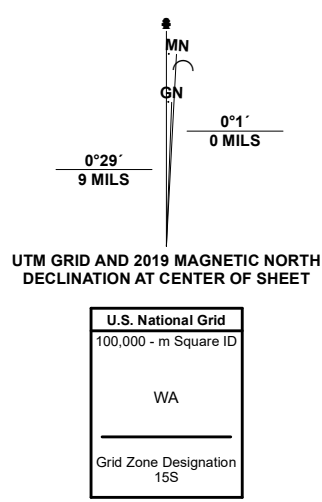 MN
GN
0°29´
9 MILS
0°1´
0 MILS
UTM GRID AND 2019 MAGNETIC NORTH
DECLINATION AT CENTER OF SHEET
U.S. National Grid
100,000 - m Square ID
WA
Grid Zone Designation
15S